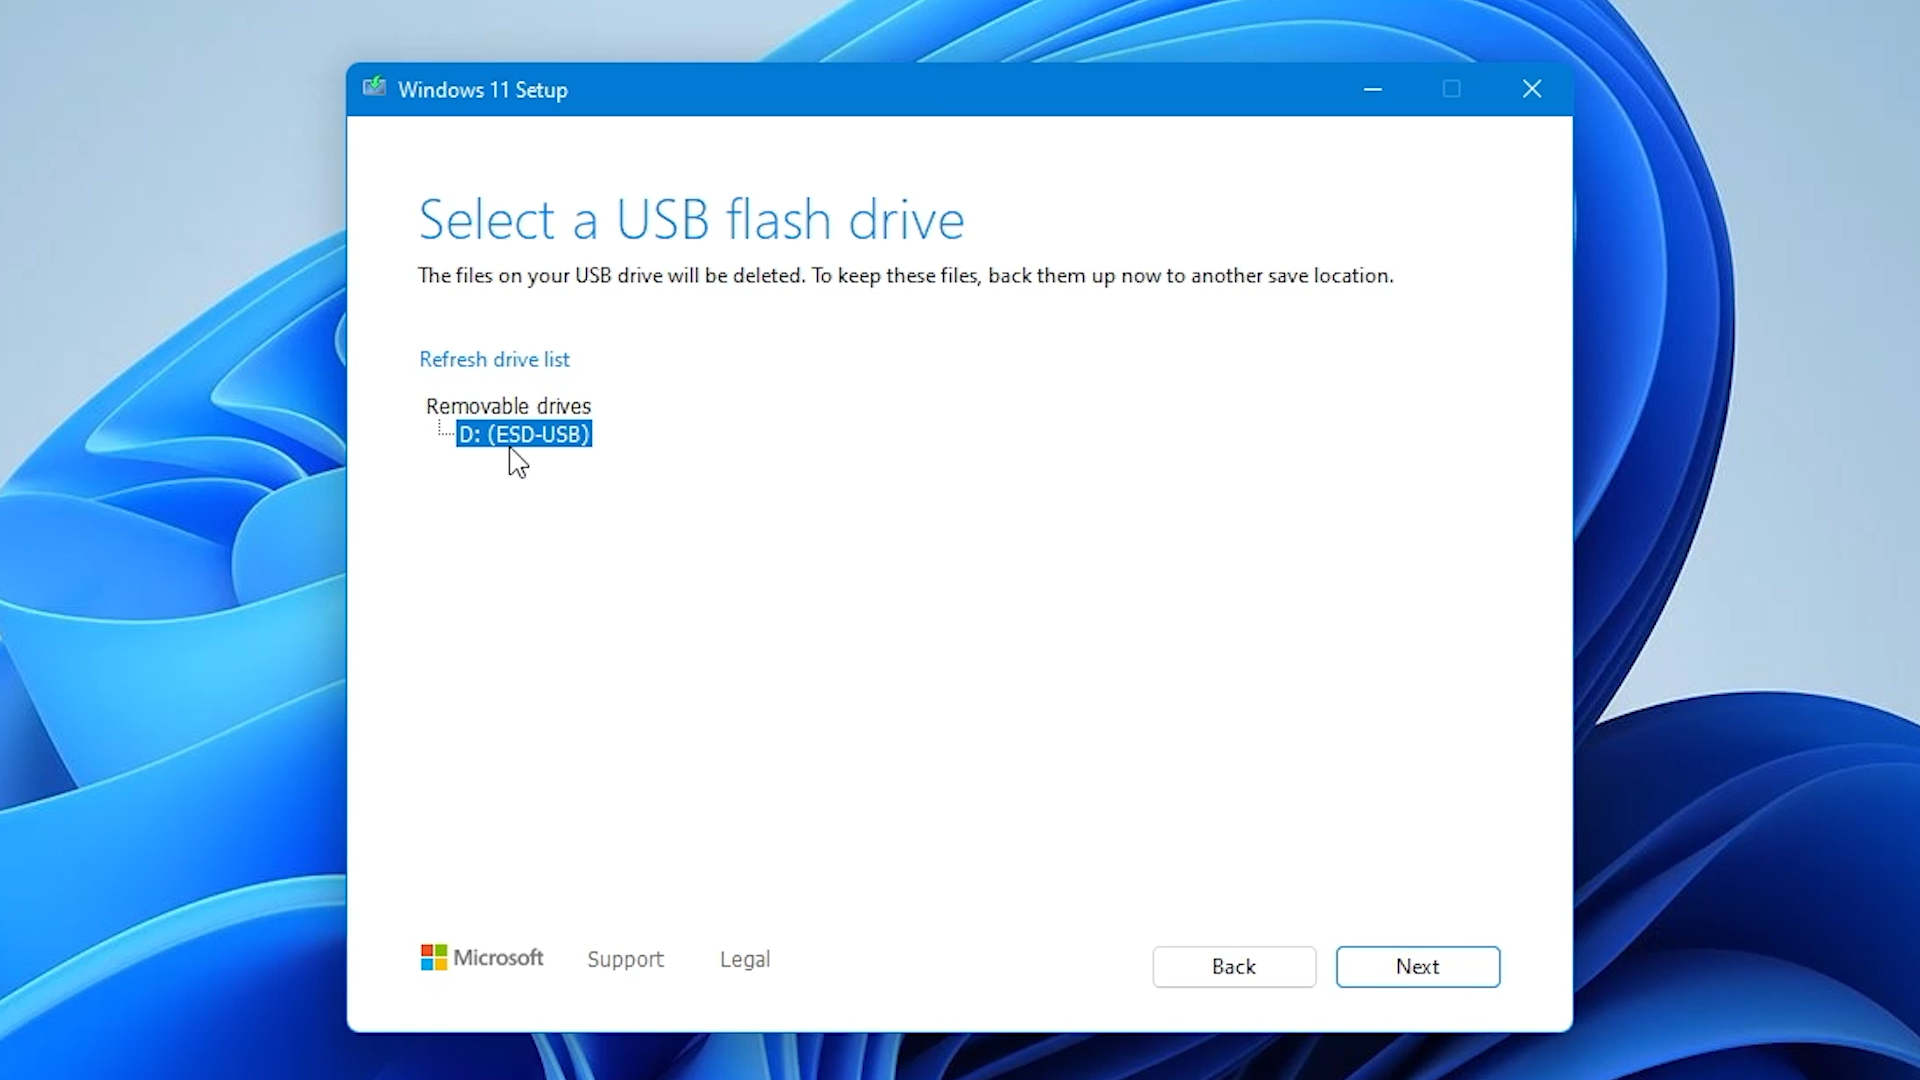 Windows 11 Setup
Select a USB flash drive
The files on your USB drive will be deleted. To keep these files, back them up now to another save location.
Refresh drive list
Removable drives
D: (ESD-USB)
Microsoft Support Legal Back Next